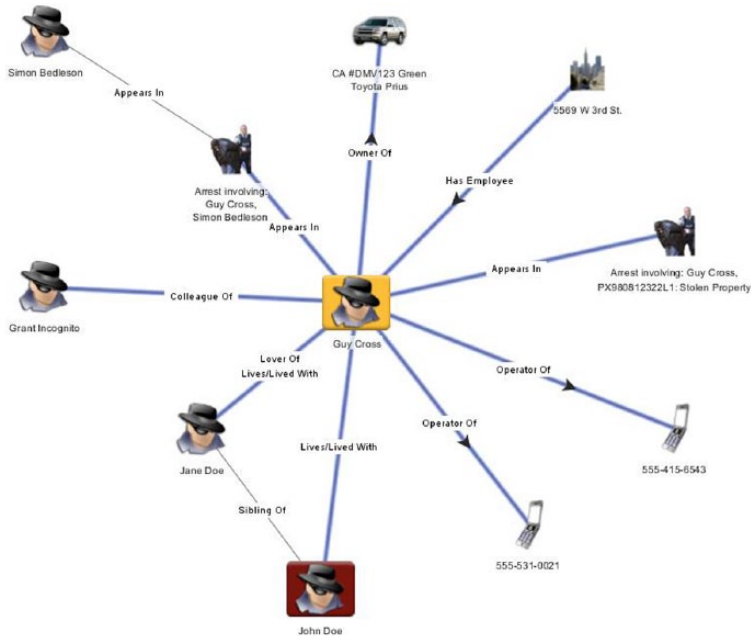 Simon Bedleson
CA #DMV123 Green
Toyota Prius
5569 W 3rd St.
Appears In
Owner Of
Has Employee
Arrest involving:
Guy Cross,
Simon Bedleson
Appears In
Appears In
Arrest involving: Guy Cross,
PX980812322L1: Stolen Property
Colleague Of
Grant Incognito
Guy Cross
Lover Of
Lives/Lived With
Operator Of
Operator Of
Lives/Lived With
Jane Doe
555-415-6543
Sibling Of
555-531-0021
John Doe